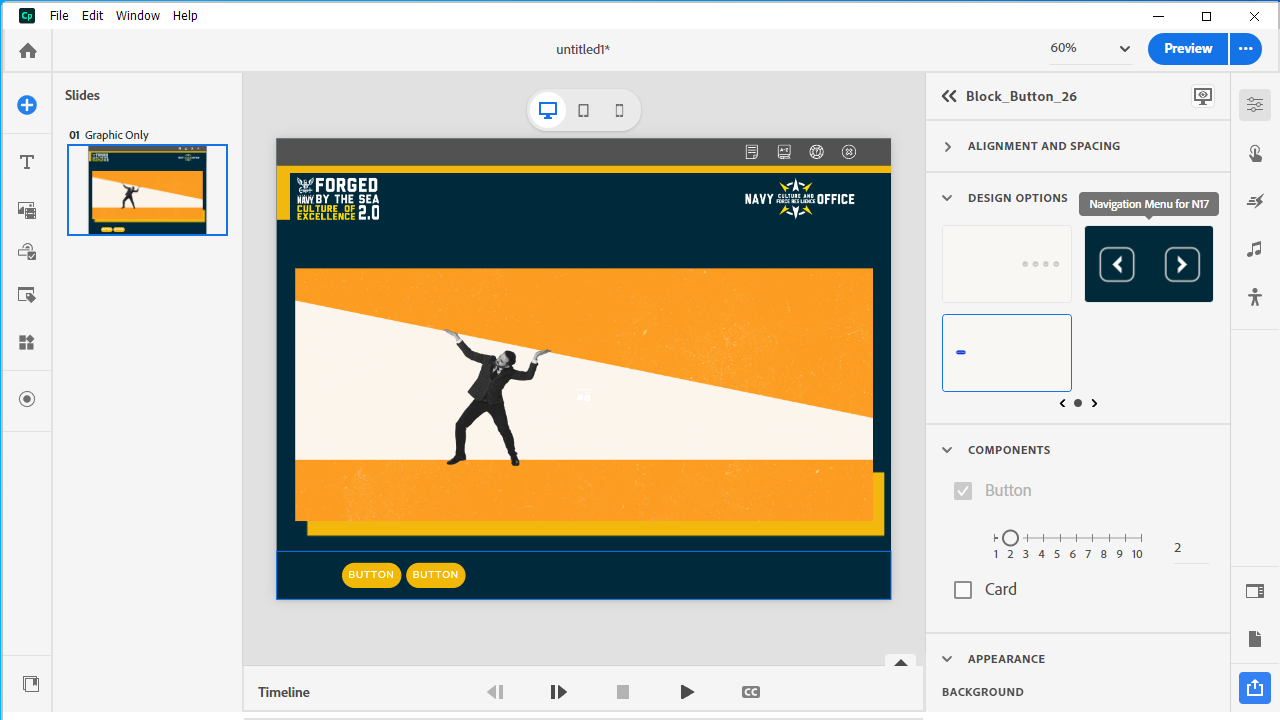 Cp File Edit Window Help
untitled1*
60%
Preview
Slides
01 Graphic Only
FORGED
NAVY BY THE SEA
CULTURE OF
EXCELLENCE 2.0
NAVY CULTURE AND FORCE RESILIENCE OFFICE
A-Z
BUTTON BUTTON
Timeline
CC
Block_Button_26
ALIGNMENT AND SPACING
DESIGN OPTIONS
Navigation Menu for N17
COMPONENTS
Button
1 2 3 4 5 6 7 8 9 10
2
Card
APPEARANCE
BACKGROUND